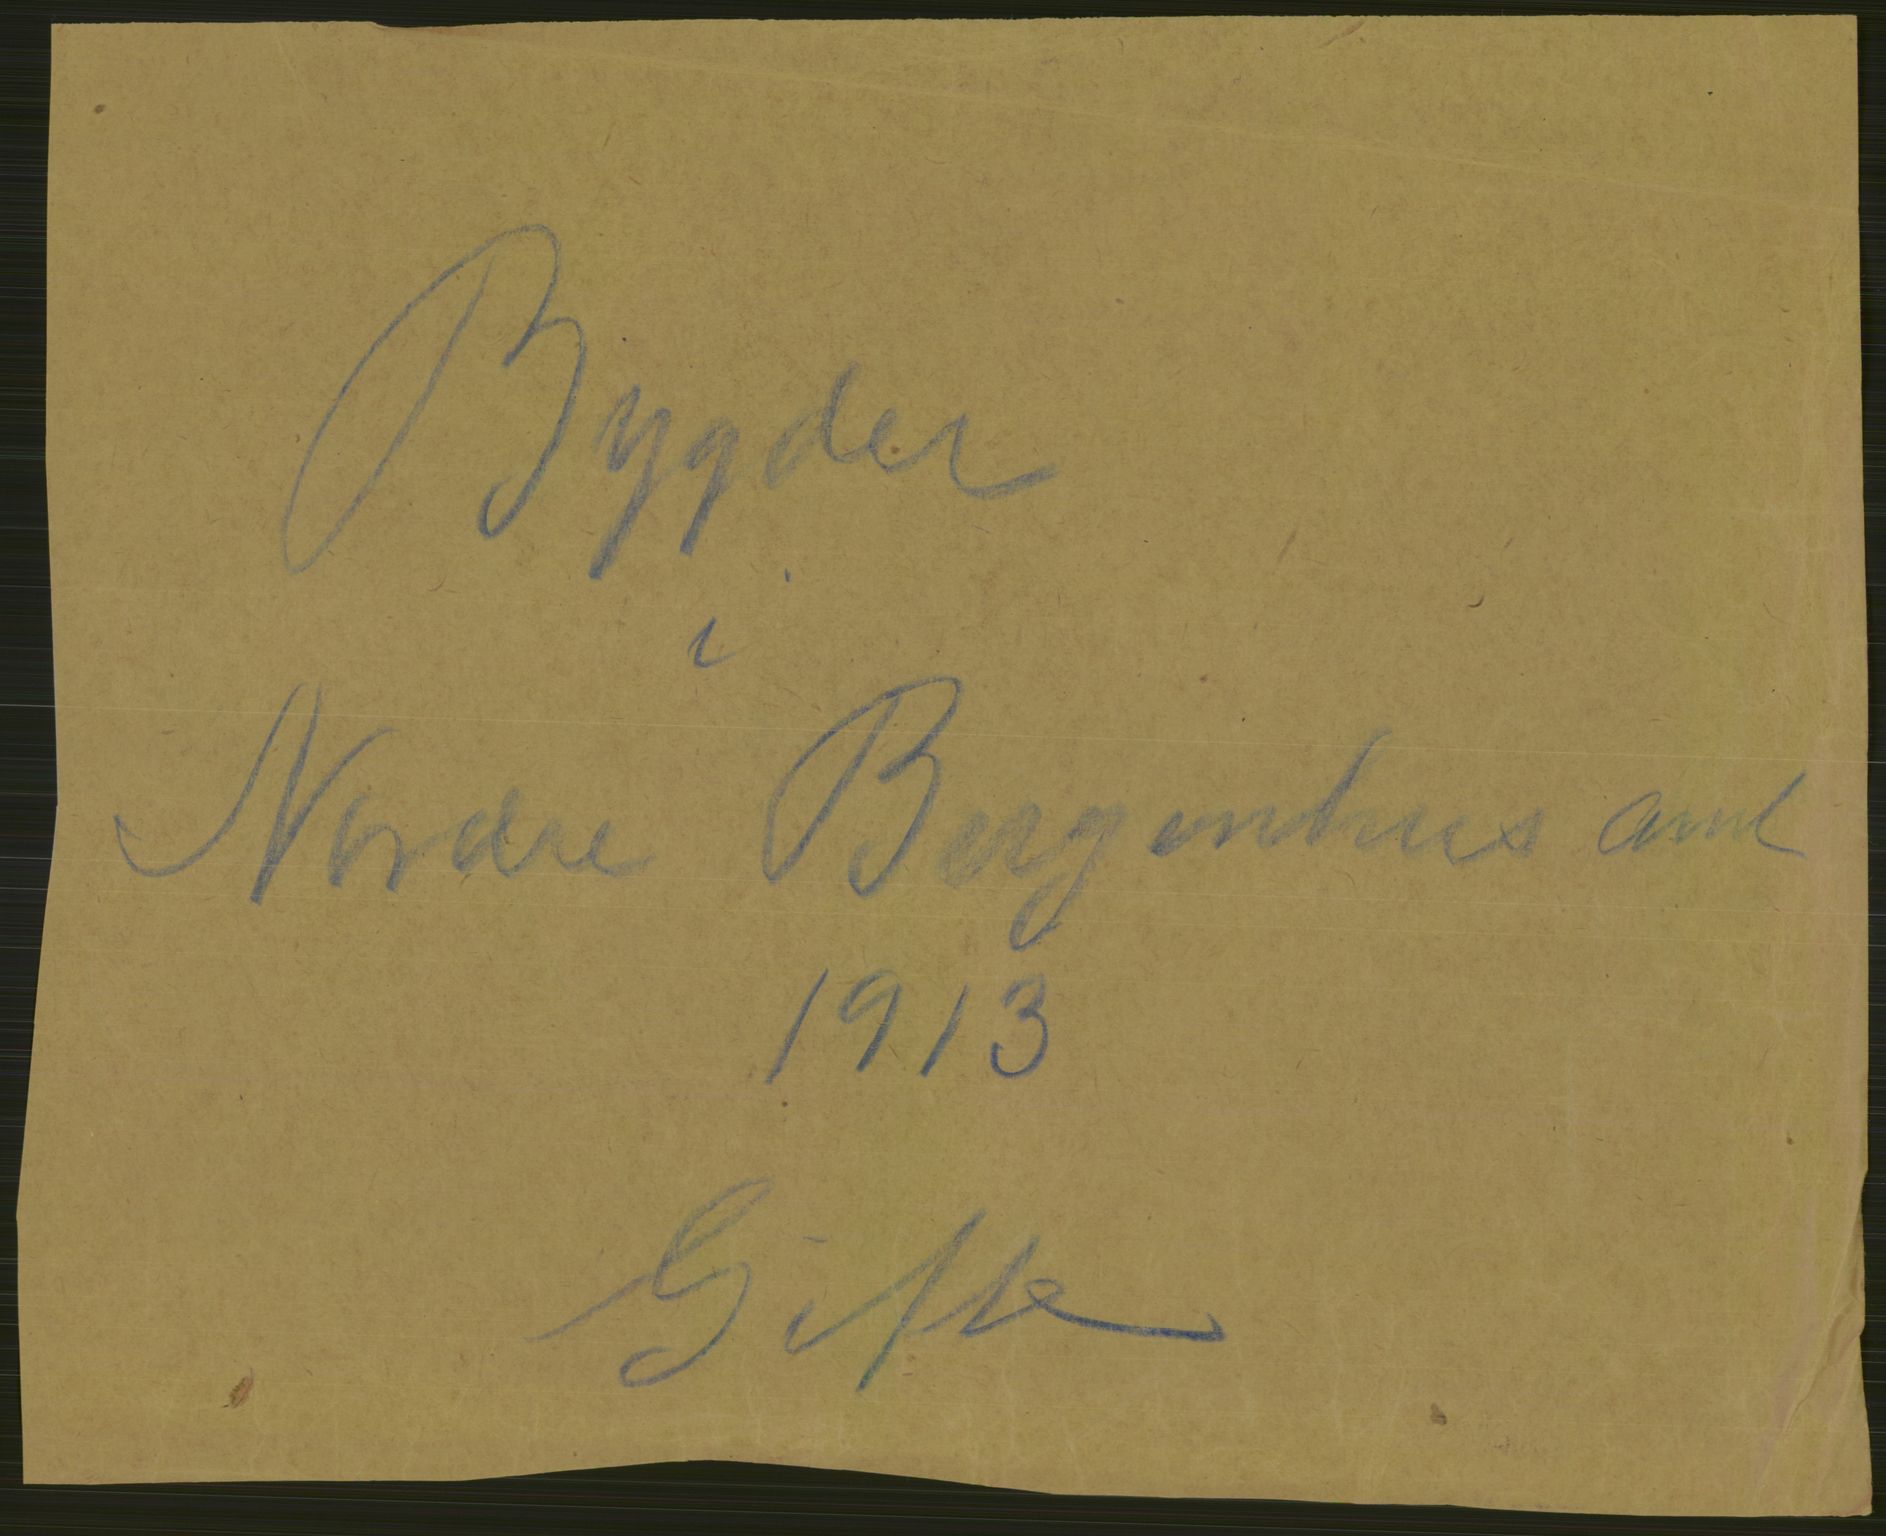 Bygder
i
Nordre Bergenhus amt
1913
Gifte